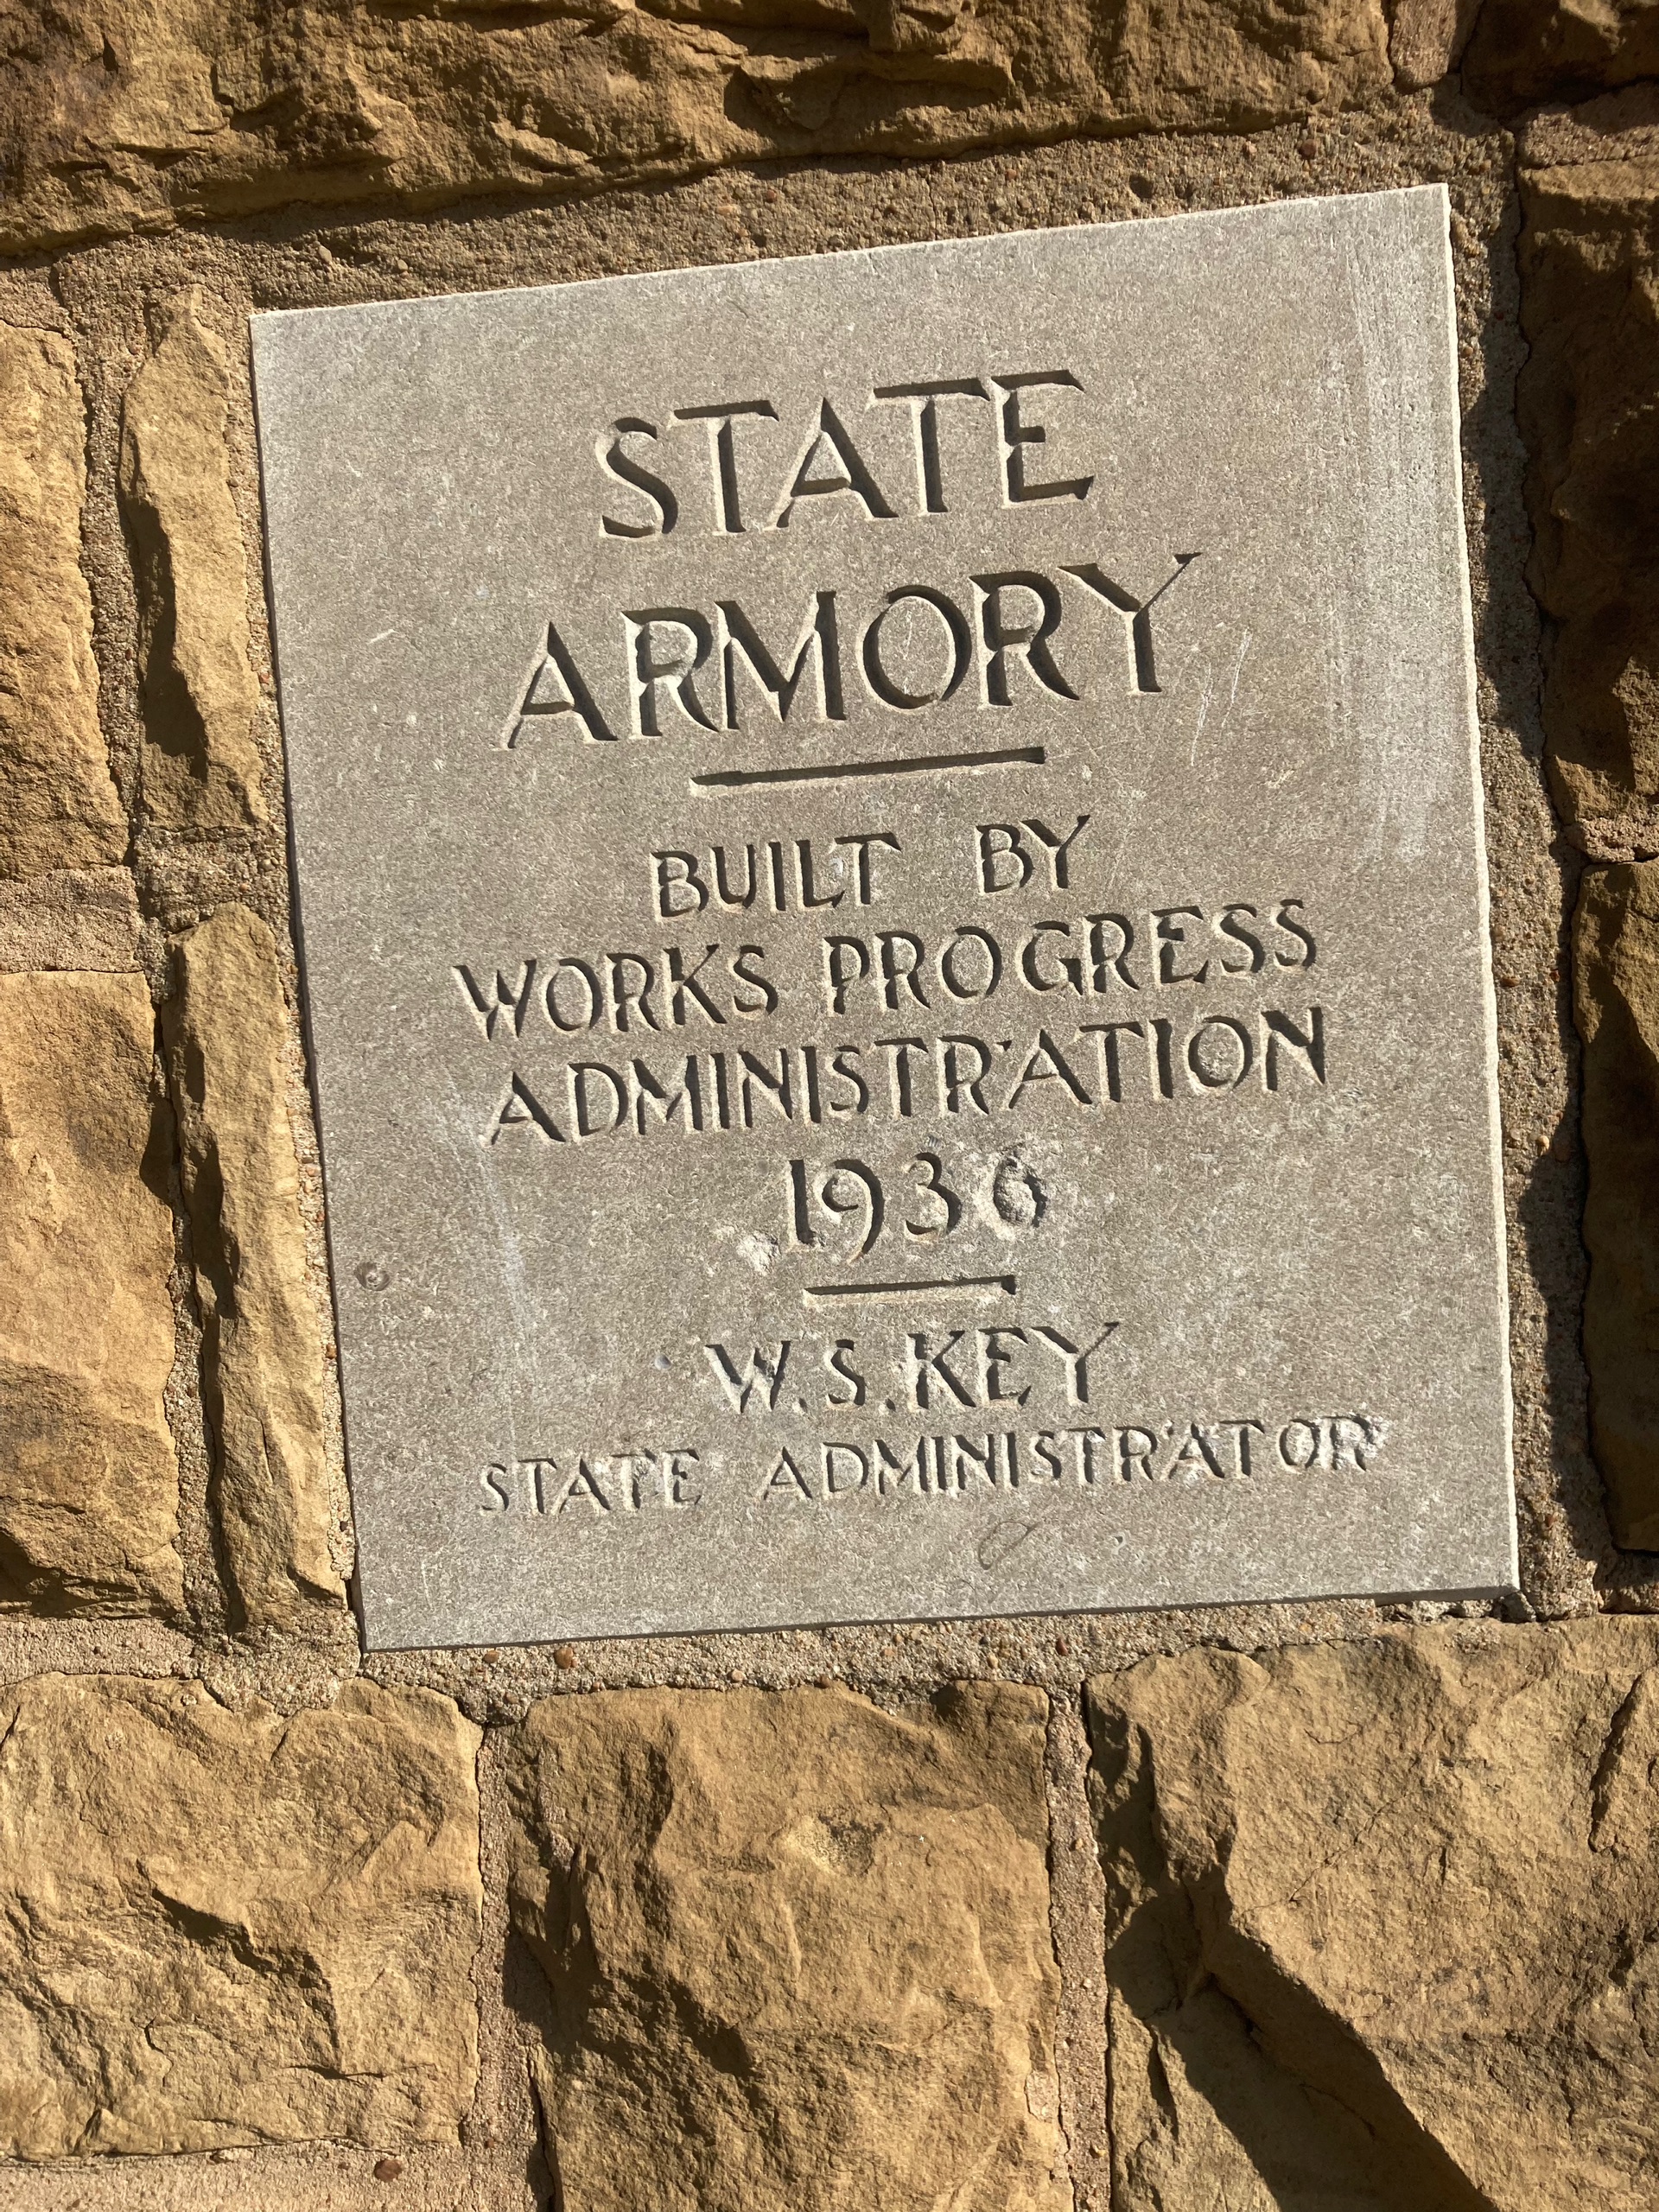 STATE
ARMORY
BUILT BY
WORKS PROGRESS
ADMINISTRATION
1936
W.S.KEY
STATE ADMINISTRATOR